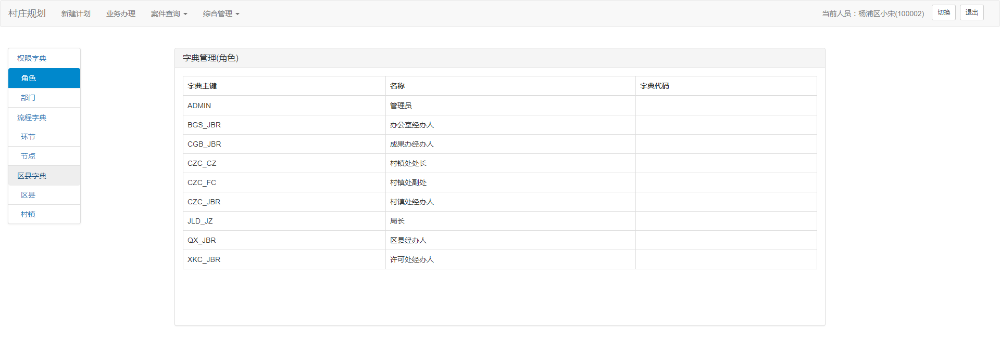 村庄规划 新建计划 业务办理 案件查询 综合管理 当前人员：杨浦区小宋(100002) 切换 退出
权限字典
角色
部门
流程字典
环节
节点
区县字典
区县
村镇
字典管理(角色)
字典主键 名称 字典代码
ADMIN 管理员
BGS_JBR 办公室经办人
CGB_JBR 成果办经办人
CZC_CZ 村镇处处长
CZC_FC 村镇处副处
CZC_JBR 村镇处经办人
JLD_JZ 局长
QX_JBR 区县经办人
XKC_JBR 许可处经办人